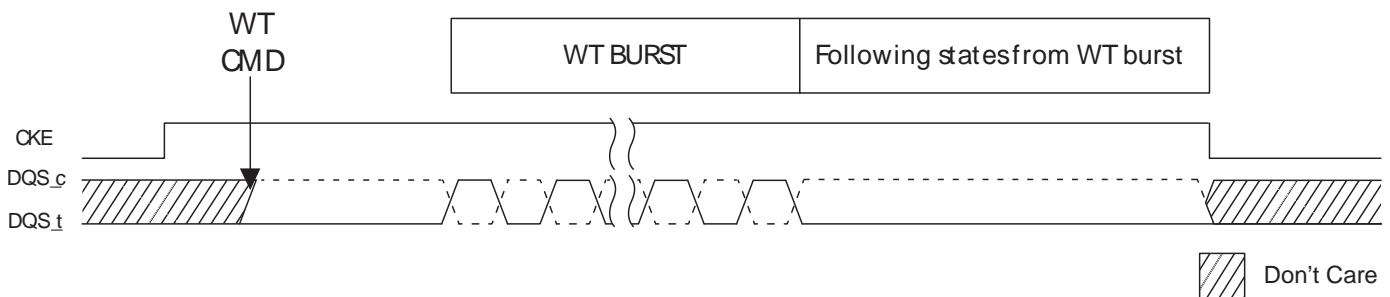 WT
CMD
WT BURST
Following states from WT burst
CKE
DQS_c
DQS_t
Don't Care